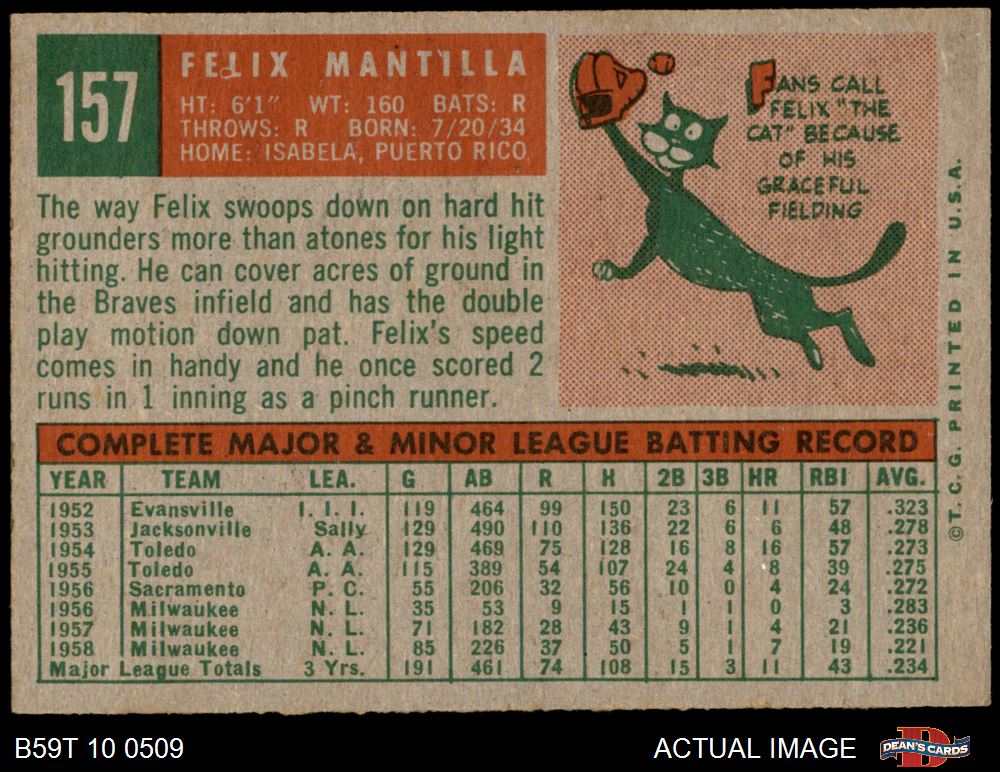 157
FELIX MANTILLA
HT: 6'1" WT: 160 BATS: R
THROWS: R BORN: 7/20/34
HOME: ISABELA, PUERTO RICO
The way Felix swoops down on hard hit
grounders more than atones for his light
hitting. He can cover acres of ground in
the Braves infield and has the double
play motion down pat. Felix's speed
comes in handy and he once scored 2
runs in 1 inning as a pinch runner.
FANS CALL
FELIX "THE
CAT" BECAUSE
OF HIS
GRACEFUL
FIELDING
COMPLETE MAJOR & MINOR LEAGUE BATTING RECORD
YEAR TEAM LEA. G AB R H 2B 3B HR RBI AVG.
1952 Evansville I. I. I. 119 464 99 150 23 6 11 57 .323
1953 Jacksonville Sally 129 490 110 136 22 6 6 48 .278
1954 Toledo A. A. 129 469 75 128 16 8 16 57 .273
1955 Toledo A. A. 115 389 54 107 24 4 8 39 .275
1956 Sacramento P. C. 55 206 32 56 10 0 4 24 .272
1956 Milwaukee N. L. 35 53 9 15 1 1 0 3 .283
1957 Milwaukee N. L. 71 182 28 43 9 1 4 21 .236
1958 Milwaukee N. L. 85 226 37 50 5 1 7 19 .221
Major League Totals 3 Yrs. 191 461 74 108 15 3 11 43 .234
©T. C. G. PRINTED IN U.S.A.
B59T 10 0509
ACTUAL IMAGE
D
DEAN'S CARDS